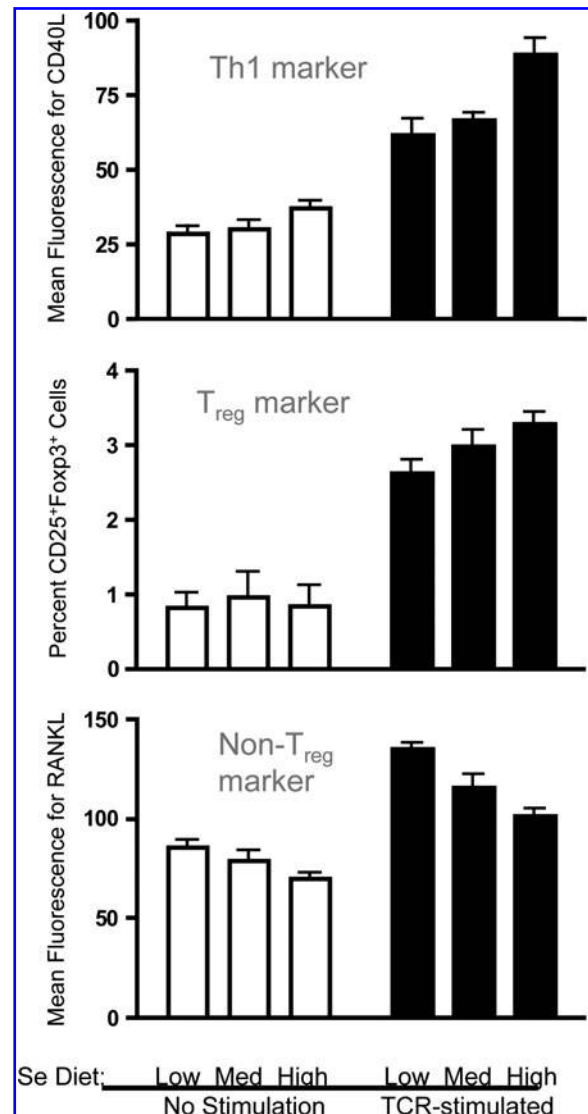 Mean Fluorescence for CD40L
100
75
50
25
0
Th1 marker
Percent CD25⁺Foxp3⁺ Cells
4
3
2
1
0
Treg marker
Mean Fluorescence for RANKL
150
100
50
0
Non-Treg
marker
Se Diet: Low Med High Low Med High
No Stimulation TCR-stimulated